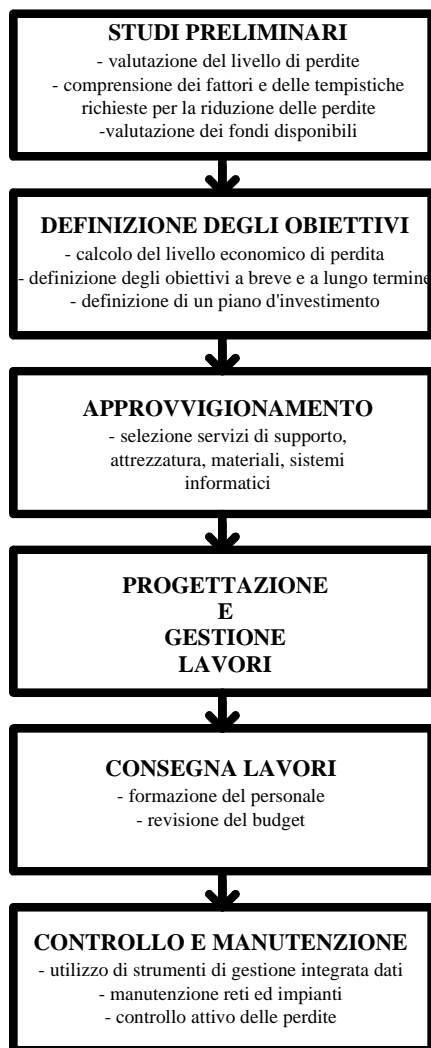 STUDI PRELIMINARI
- valutazione del livello di perdite
- comprensione dei fattori e delle tempistiche
richieste per la riduzione delle perdite
-valutazione dei fondi disponibili
DEFINIZIONE DEGLI OBIETTIVI
- calcolo del livello economico di perdita
- definizione degli obiettivi a breve e a lungo termine
- definizione di un piano d'investimento
APPROVVIGIONAMENTO
- selezione servizi di supporto,
attrezzatura, materiali, sistemi
informatici
PROGETTAZIONE
E
GESTIONE
LAVORI
CONSEGNA LAVORI
- formazione del personale
- revisione del budget
CONTROLLO E MANUTENZIONE
- utilizzo di strumenti di gestione integrata dati
- manutenzione reti ed impianti
- controllo attivo delle perdite